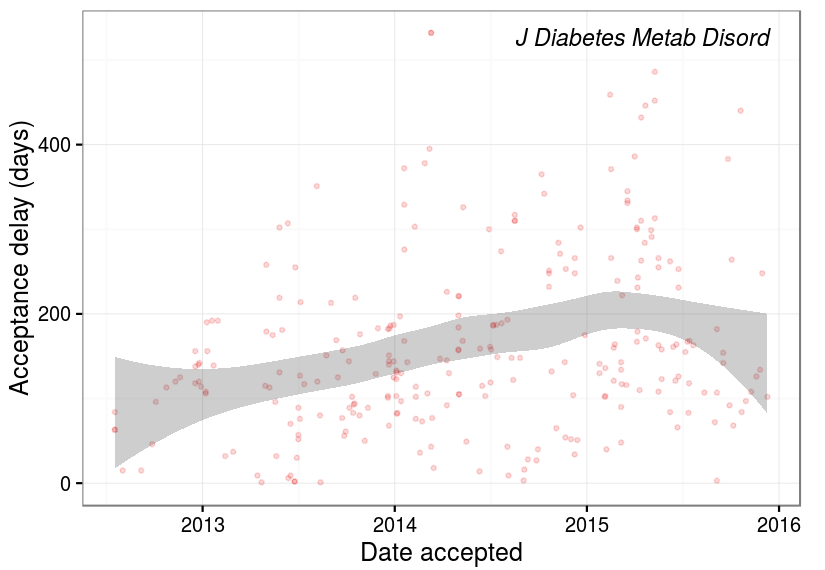 J Diabetes Metab Disord
Acceptance delay (days)
400
200
0
2013 2014 2015 2016
Date accepted